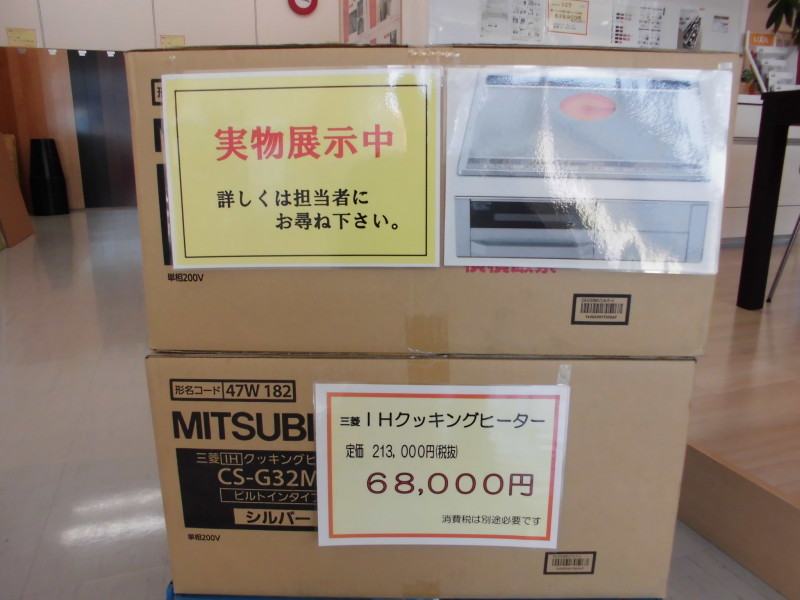 実物展示中
詳しくは担当者に
お尋ね下さい。
単相200V
形名コード 47W 182
MITSUBI
三菱IHクッキングヒ
CS-G32M
ビルトインタイプ
シルバー
単相200V
三菱IHクッキングヒーター
定価 213,000円(税抜)
68,000円
消費税は別途必要です